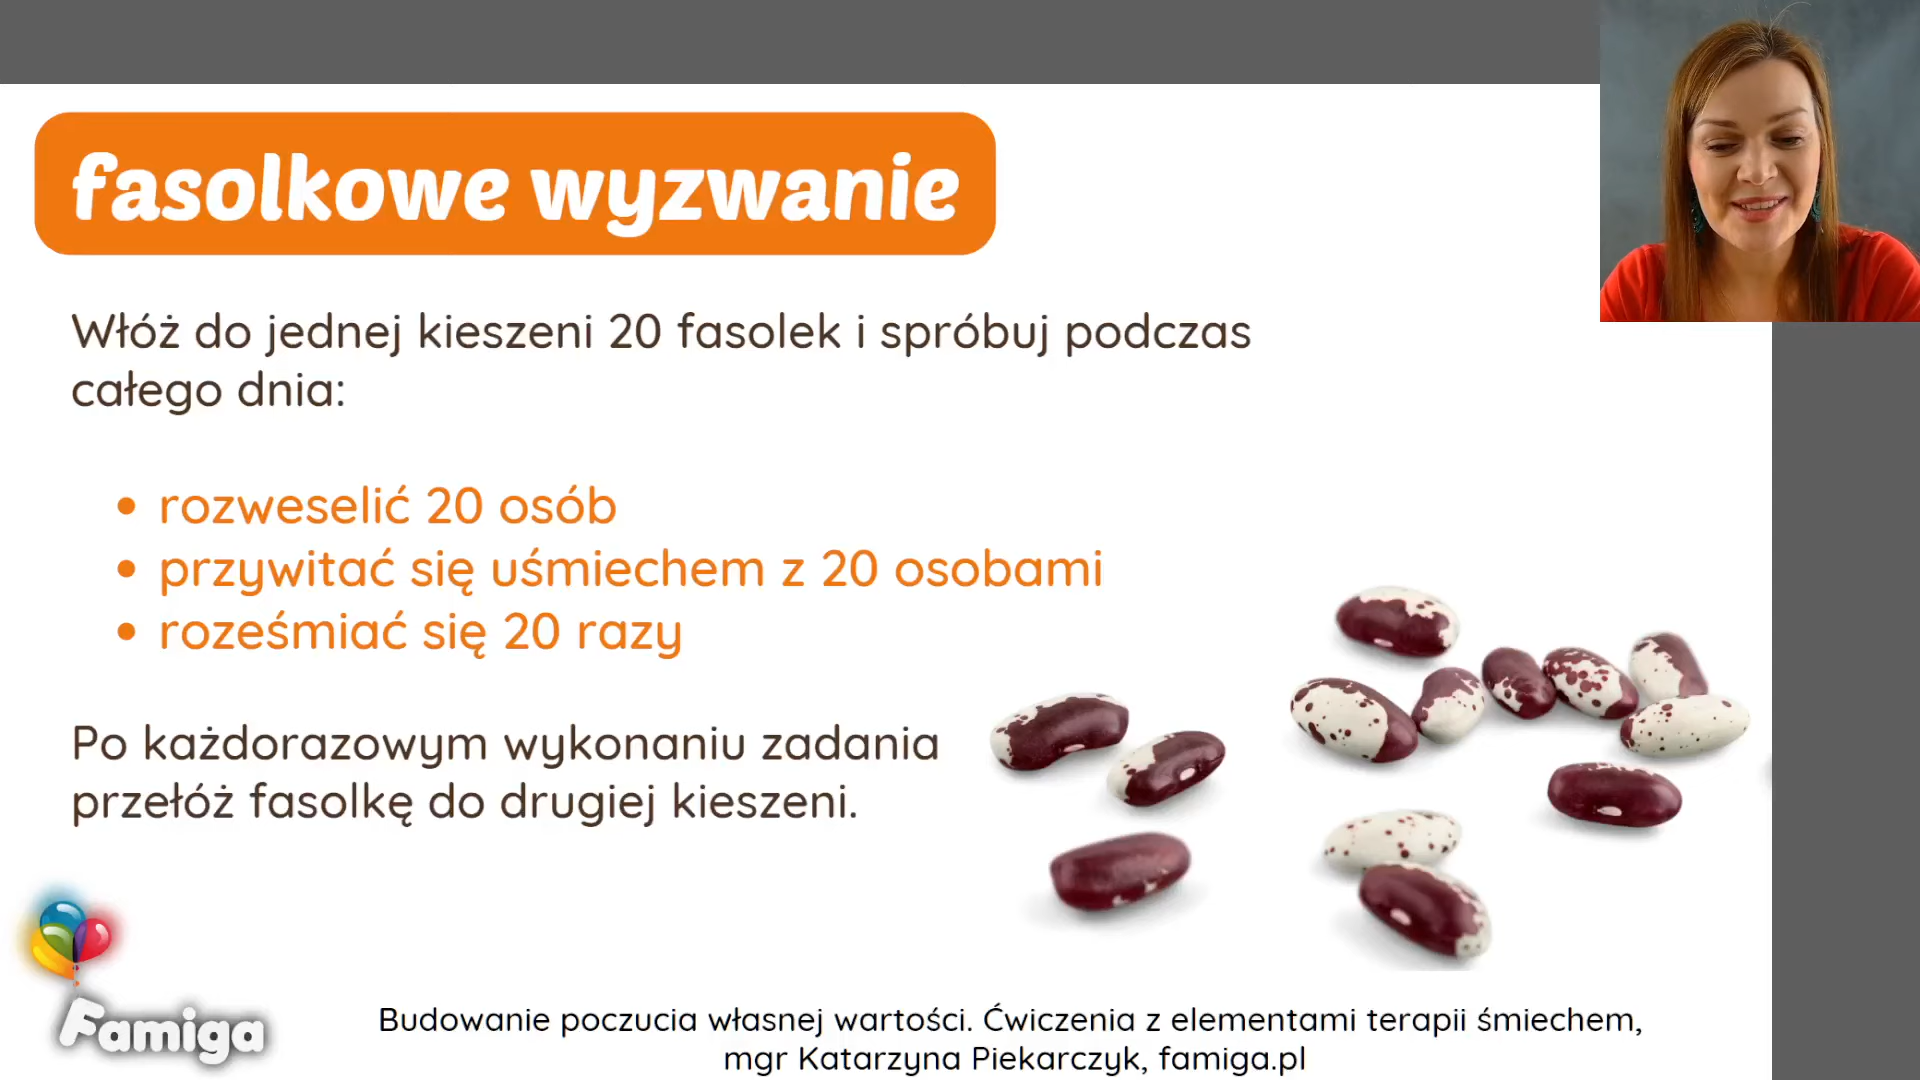 fasolkowe wyzwanie
Włóż do jednej kieszeni 20 fasolek i spróbuj podczas
całego dnia:
• rozweselić 20 osób
• przywitać się uśmiechem z 20 osobami
• roześmiać się 20 razy
Po każdorazowym wykonaniu zadania
przełóż fasolkę do drugiej kieszeni.
Famiga
Budowanie poczucia własnej wartości. Ćwiczenia z elementami terapii śmiechem,
mgr Katarzyna Piekarczyk, famiga.pl